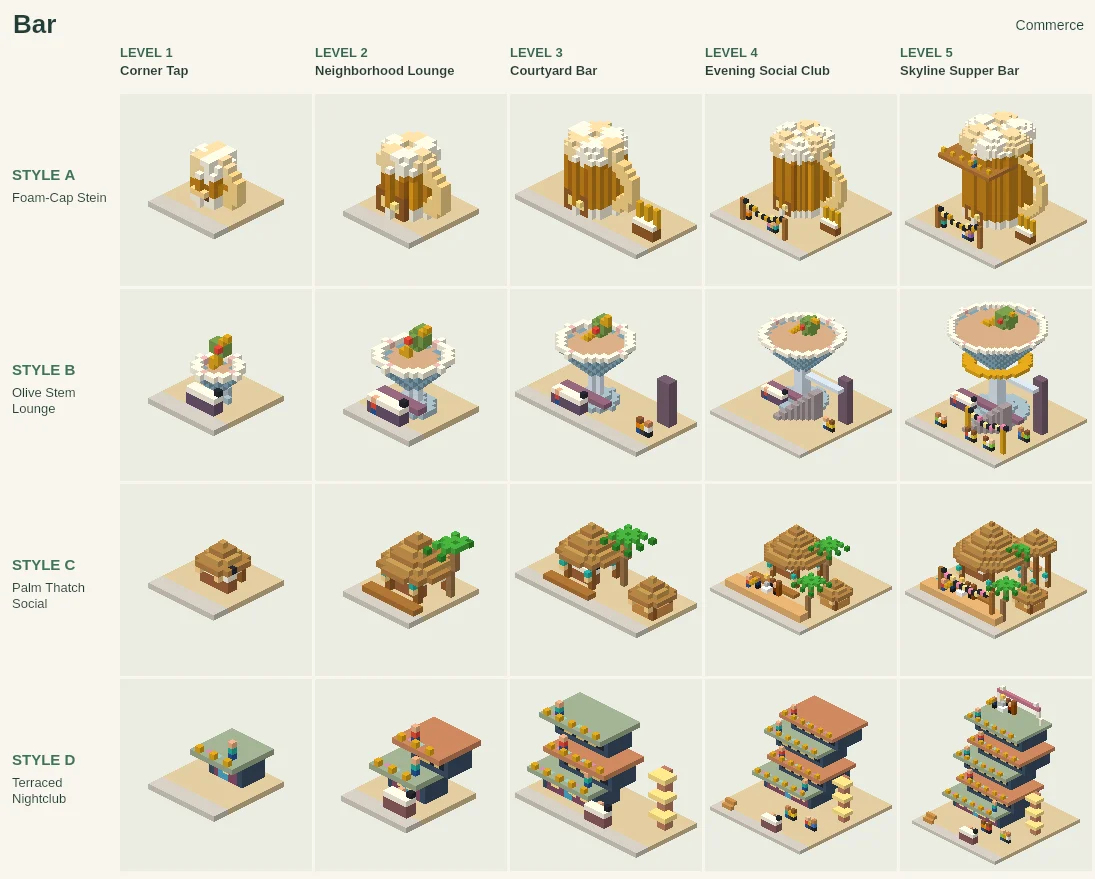 Bar
Commerce
LEVEL 1
Corner Tap
LEVEL 2
Neighborhood Lounge
LEVEL 3
Courtyard Bar
LEVEL 4
Evening Social Club
LEVEL 5
Skyline Supper Bar
STYLE A
Foam-Cap Stein
STYLE B
Olive Stem
Lounge
STYLE C
Palm Thatch
Social
STYLE D
Terraced
Nightclub